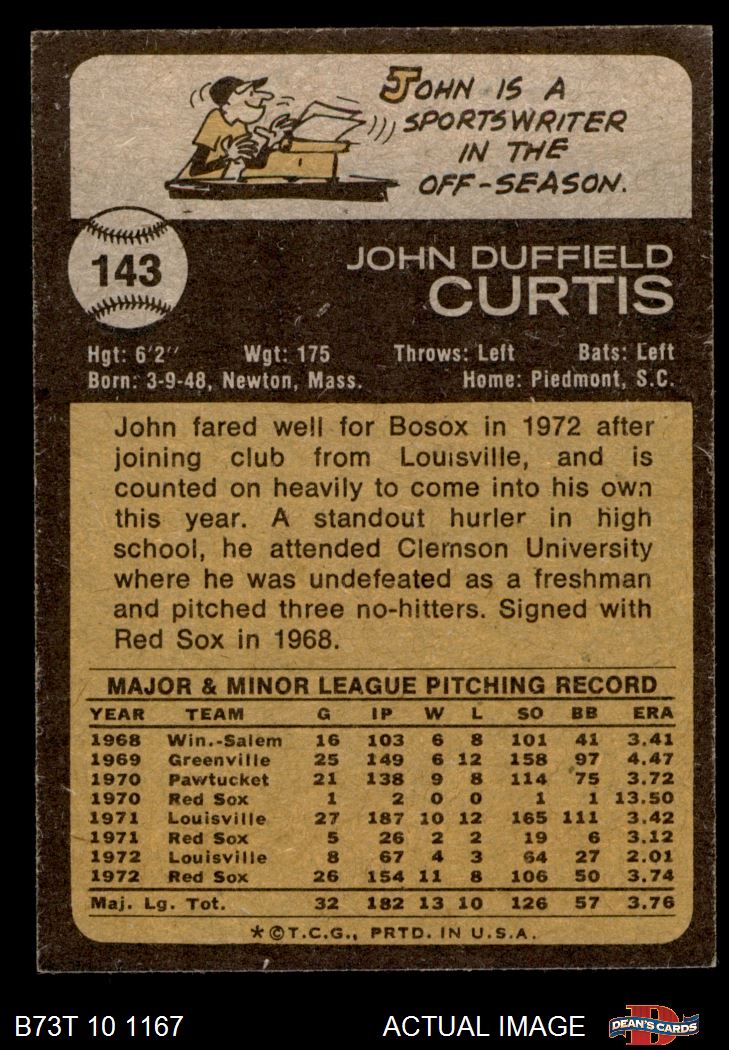 JOHN IS A
SPORTSWRITER
IN THE
OFF-SEASON.
143
JOHN DUFFIELD
CURTIS
Hgt: 6'2" Wgt: 175 Throws: Left Bats: Left
Born: 3-9-48, Newton, Mass. Home: Piedmont, S.C.
John fared well for Bosox in 1972 after
joining club from Louisville, and is
counted on heavily to come into his own
this year. A standout hurler in high
school, he attended Clemson University
where he was undefeated as a freshman
and pitched three no-hitters. Signed with
Red Sox in 1968.
MAJOR & MINOR LEAGUE PITCHING RECORD
YEAR TEAM G IP W L SO BB ERA
1968 Win.-Salem 16 103 6 8 101 41 3.41
1969 Greenville 25 149 6 12 158 97 4.47
1970 Pawtucket 21 138 9 8 114 75 3.72
1970 Red Sox 1 2 0 0 1 1 13.50
1971 Louisville 27 187 10 12 165 111 3.42
1971 Red Sox 5 26 2 2 19 6 3.12
1972 Louisville 8 67 4 3 64 27 2.01
1972 Red Sox 26 154 11 8 106 50 3.74
Maj. Lg. Tot. 32 182 13 10 126 57 3.76
*©T.C.G., PRTD. IN U.S.A.
B73T 10 1167 ACTUAL IMAGE DEAN'S CARDS